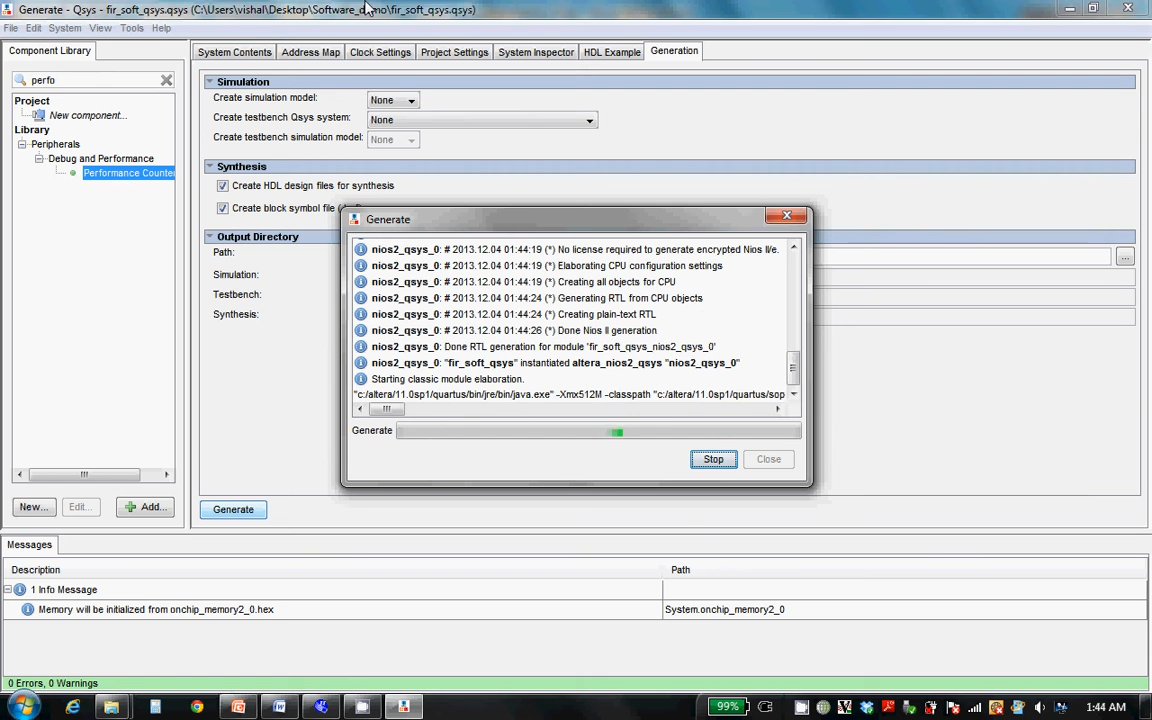 Generate - Qsys - fir_soft_qsys.qsys (C:\Users\vishal\Desktop\Software_ mo\fir_soft_qsys.qsys)
File Edit System View Tools Help
Component Library
System Contents Address Map Clock Settings Project Settings System Inspector HDL Example Generation
perfo
Project
New component...
Library
Peripherals
Debug and Performance
Performance Counte
Simulation
Create simulation model: None
Create testbench Qsys system: None
Create testbench simulation model: None
Synthesis
Create HDL design files for synthesis
Create block symbol file
Output Directory
Path: ...
Simulation:
Testbench:
Synthesis:
Generate
nios2_qsys_0: # 2013.12.04 01:44:19 (*) No license required to generate encrypted Nios II/e.
nios2_qsys_0: # 2013.12.04 01:44:19 (*) Elaborating CPU configuration settings
nios2_qsys_0: # 2013.12.04 01:44:19 (*) Creating all objects for CPU
nios2_qsys_0: # 2013.12.04 01:44:24 (*) Generating RTL from CPU objects
nios2_qsys_0: # 2013.12.04 01:44:24 (*) Creating plain-text RTL
nios2_qsys_0: # 2013.12.04 01:44:26 (*) Done Nios II generation
nios2_qsys_0: Done RTL generation for module 'fir_soft_qsys_nios2_qsys_0'
nios2_qsys_0: "fir_soft_qsys" instantiated altera_nios2_qsys "nios2_qsys_0"
Starting classic module elaboration.
"c:/altera/11.0sp1/quartus/bin/jre/bin/java.exe" -Xmx512M -classpath "c:/altera/11.0sp1/quartus/sop
Generate
Stop Close
New... Edit... Add...
Generate
Messages
Description Path
1 Info Message
Memory will be initialized from onchip_memory2_0.hex System.onchip_memory2_0
0 Errors, 0 Warnings
99% 1:44 AM